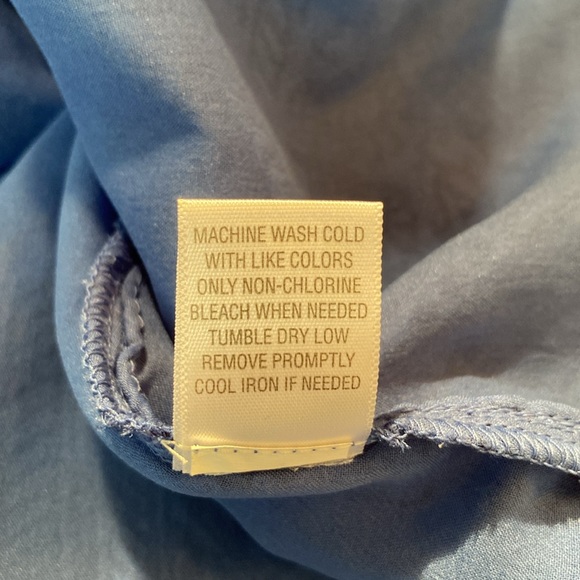 MACHINE WASH COLD
WITH LIKE COLORS
ONLY NON-CHLORINE
BLEACH WHEN NEEDED
TUMBLE DRY LOW
REMOVE PROMPTLY
COOL IRON IF NEEDED